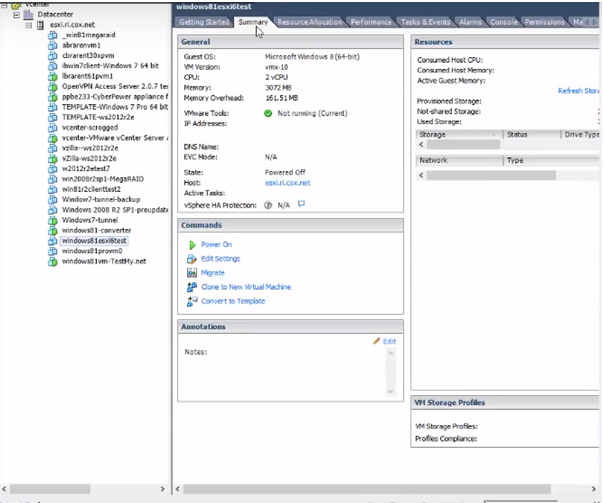 vcenter
Datacenter
esxi.ri.cox.net
_win81megaraid
abrarenvm1
cbrarent30xpvm
ibwin7client-Windows 7 64 bit
lbrarent61pvm1
OpenVPN Access Server 2.0.7 tes
ppbe233-CyberPower appliance f
TEMPLATE-Windows 7 Pro 64 bit
TEMPLATE-ws2012r2e
vcenter-scrogged
vcenter-VMware vCenter Server /
vzilla--ws2012r2e
vZilla-ws2012r2e
w2012r2etest7
win2008r2sp1-MegaRAID
win81r2clienttest2
Window7-tunnel-backup
Windows 2008 R2 SP1-preupdate
Windows7-tunnel
windows81-converter
windows81esxi6test
windows81provm0
windows81vm-TestMy.net
windows81esxi6test
Getting Started Summary Resource Allocation Performance Tasks & Events Alarms Console Permissions Ma
General
Guest OS: Microsoft Windows 8 (64-bit)
VM Version: vmx-10
CPU: 2 vCPU
Memory: 3072 MB
Memory Overhead: 161.51 MB
VMware Tools: Not running (Current)
IP Addresses:
DNS Name:
EVC Mode: N/A
State: Powered Off
Host: esxi.ri.cox.net
Active Tasks:
vSphere HA Protection: N/A
Commands
Power On
Edit Settings
Migrate
Clone to New Virtual Machine
Convert to Template
Annotations
Edit
Notes:
Resources
Consumed Host CPU:
Consumed Host Memory:
Active Guest Memory:
Refresh Stora
Provisioned Storage:
Not-shared Storage:
Used Storage:
Storage Status Drive Type
Network Type
VM Storage Profiles
VM Storage Profiles:
Profiles Compliance: